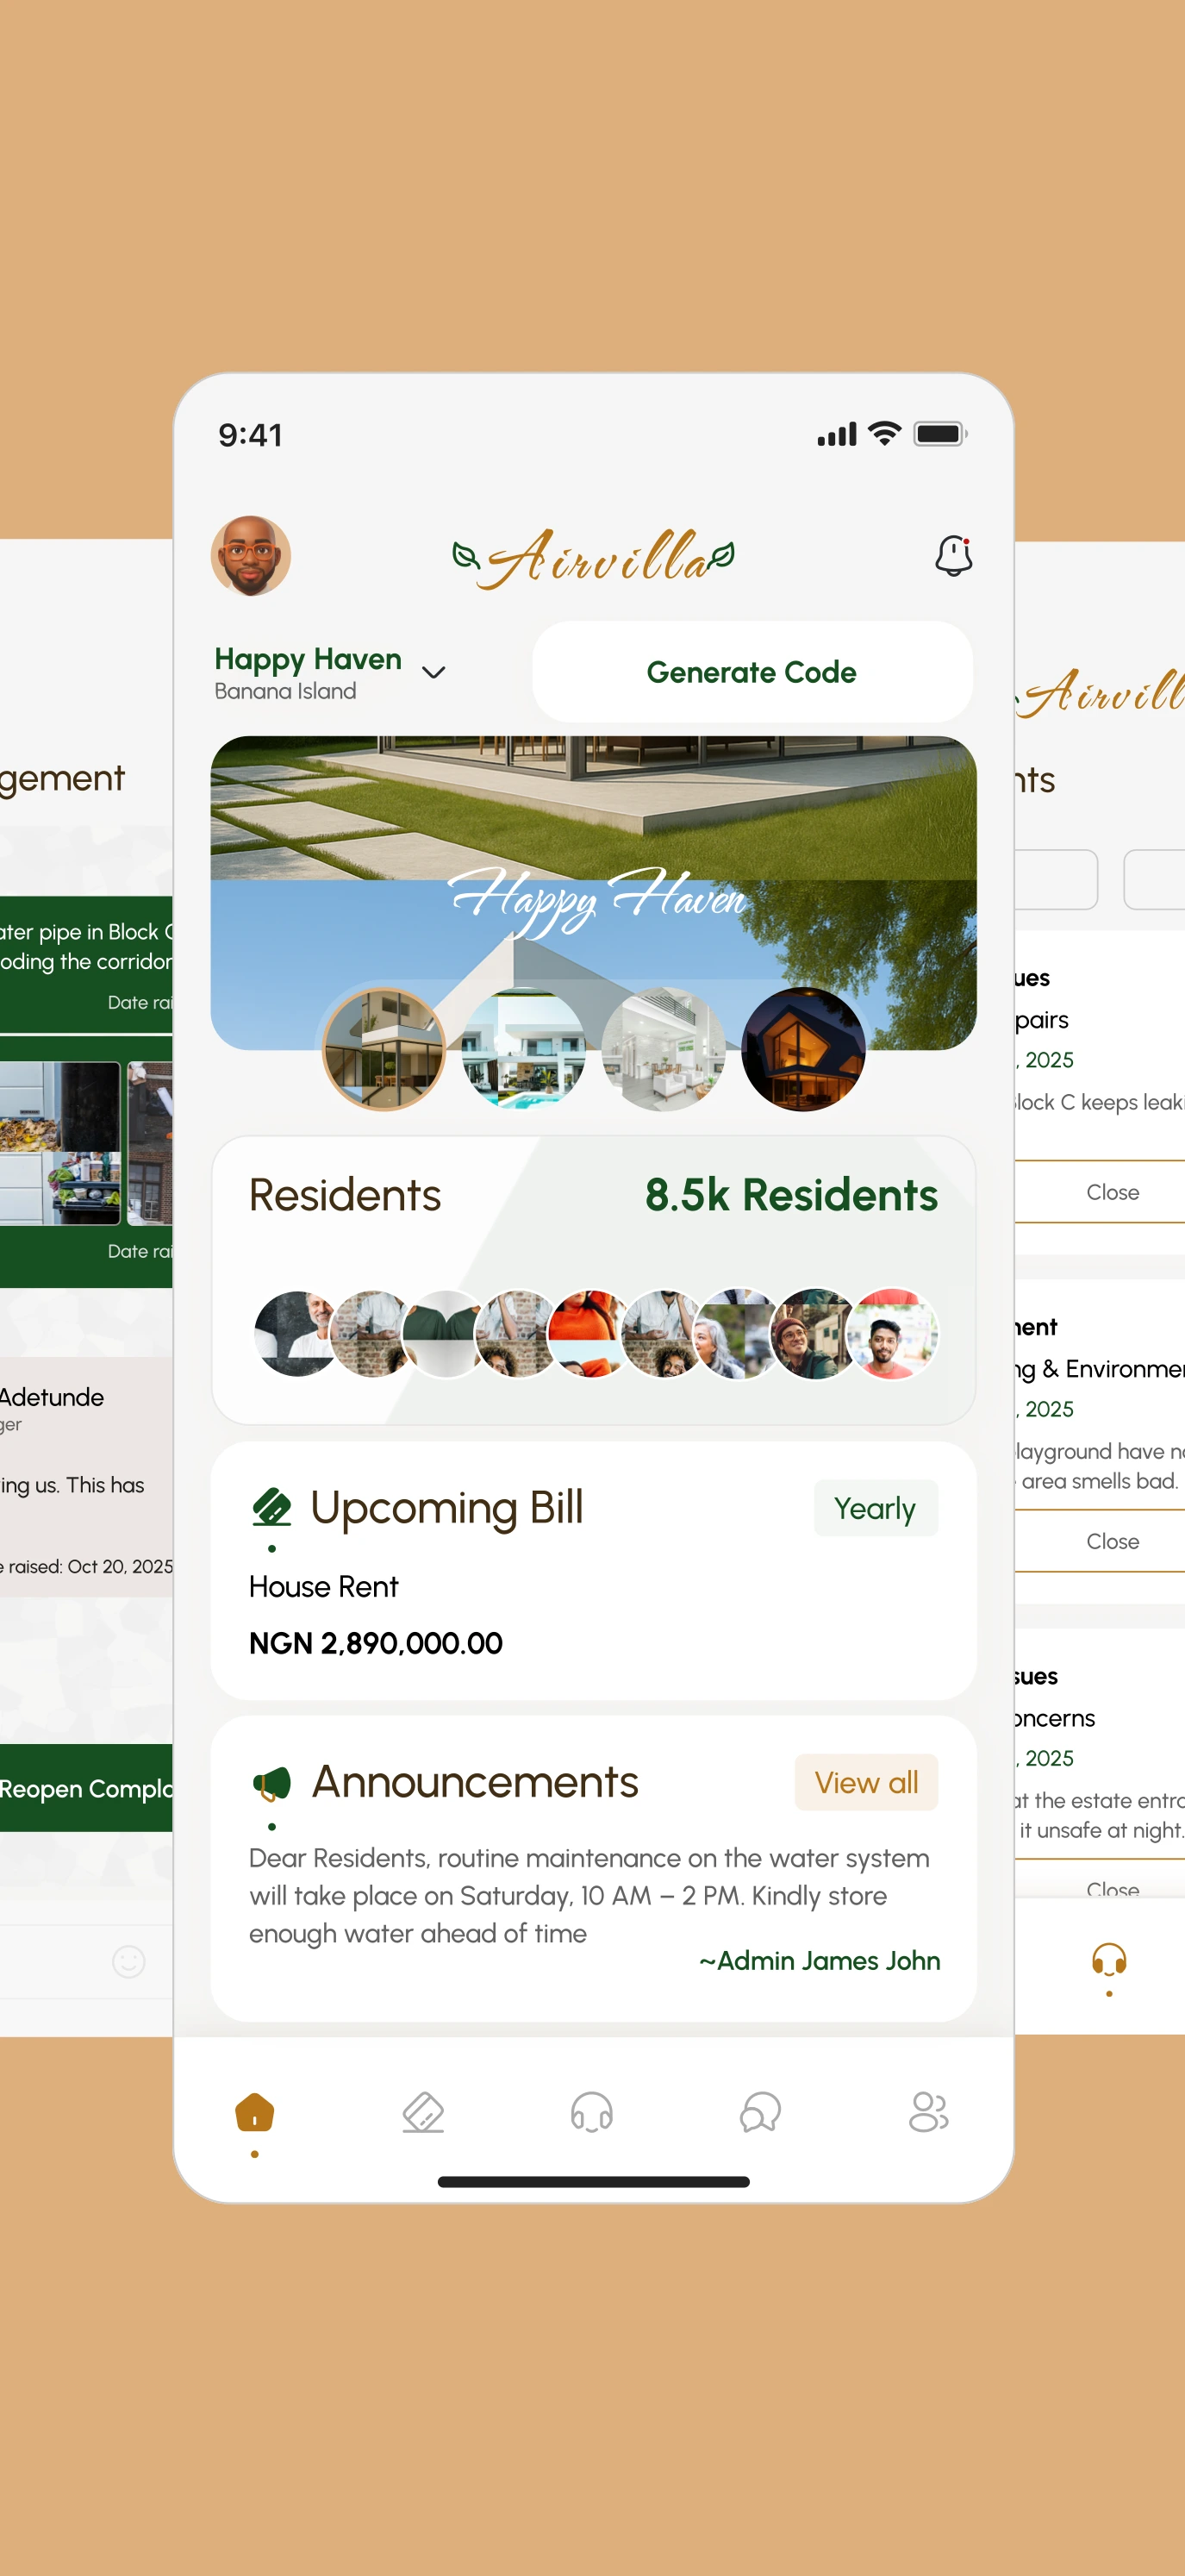 9:41
Airvilla
Happy Haven
Banana Island
Generate Code
Happy Haven
Residents
8.5k Residents
Upcoming Bill
Yearly
House Rent
NGN 2,890,000.00
Announcements
View all
Dear Residents, routine maintenance on the water system
will take place on Saturday, 10 AM – 2 PM. Kindly store
enough water ahead of time
~Admin James John
gement
ater pipe in Block C
oding the corridor
Date rai
Date rai
Adetunde
ger
ing us. This has
e raised: Oct 20, 2025
Reopen Compla
Airvill
nts
ues
pairs
, 2025
Block C keeps leaki
Close
nent
ng & Environmer
, 2025
playground have no
area smells bad.
Close
sues
oncerns
, 2025
at the estate entra
it unsafe at night.
Close